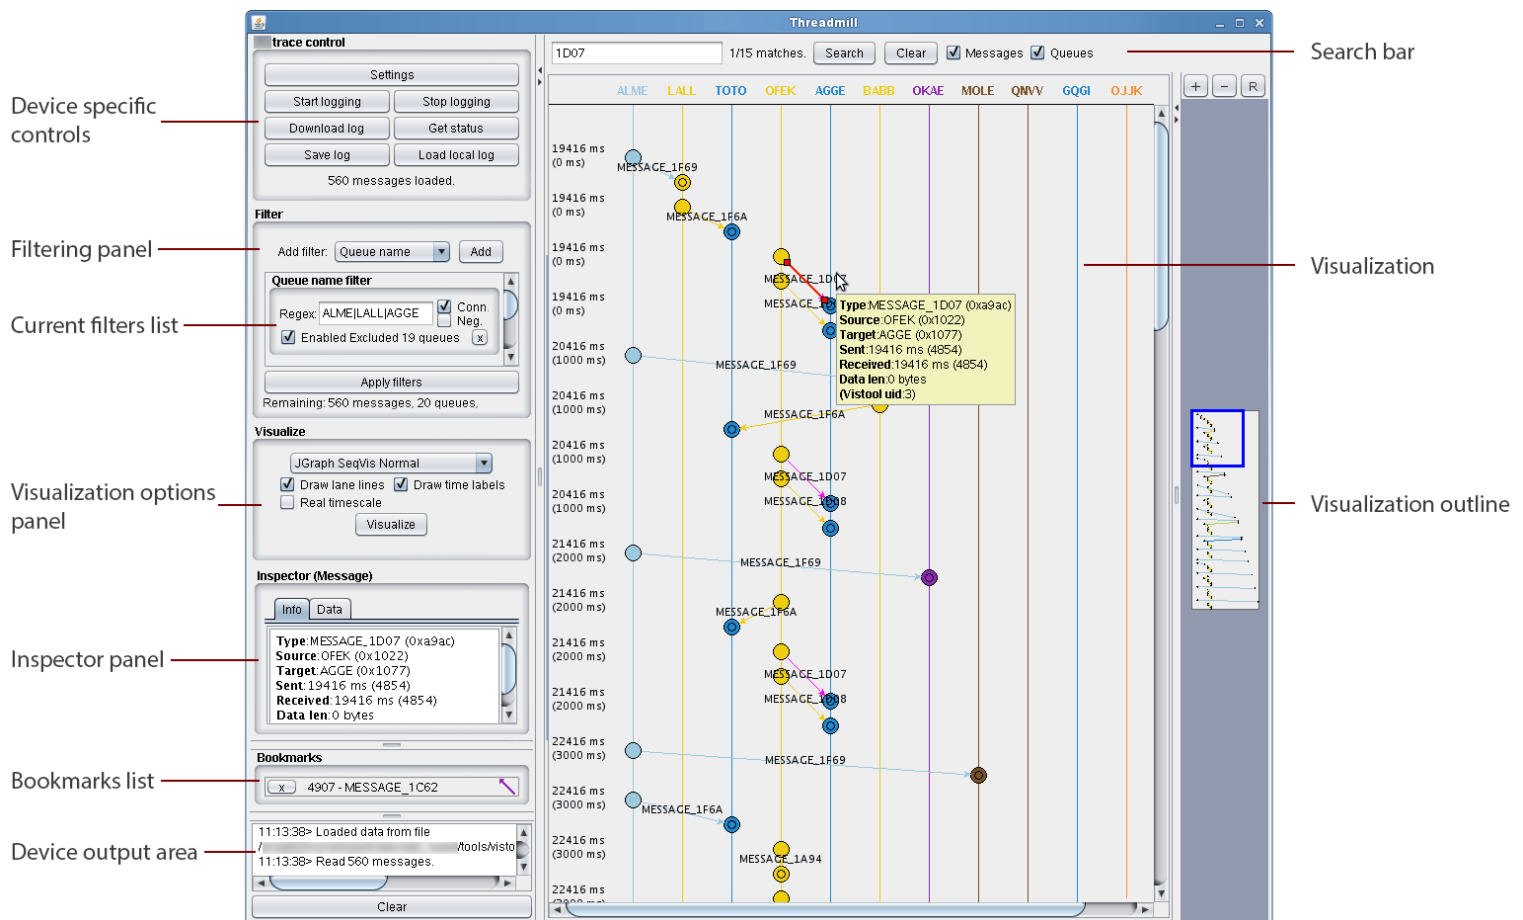 Threadmill
trace control
Settings
Start logging
Stop logging
Download log
Get status
Save log
Load local log
560 messages loaded.
Filter
Add filter:
Queue name
Add
Queue name filter
Regex:
ALME|LALL|AGGE
Conn.
Neg.
Enabled Excluded 19 queues
x
Apply filters
Remaining: 560 messages, 20 queues,
Visualize
JGraph SeqVis Normal
Draw lane lines
Draw time labels
Real timescale
Visualize
Inspector (Message)
Info
Data
Type:MESSAGE_1D07 (0xa9ac)
Source:OFEK (0x1022)
Target:AGGE (0x1077)
Sent:19416 ms (4854)
Received:19416 ms (4854)
Data len:0 bytes
Bookmarks
x
4907 - MESSAGE_1C62
11:13:38> Loaded data from file
/
/tools/visto
11:13:38> Read 560 messages.
Clear
1D07
1/15 matches.
Search
Clear
Messages
Queues
+
-
R
ALME
LALL
TOTO
OFEK
AGGE
BABB
OKAE
MOLE
QNVV
GQGI
OJJK
19416 ms
(0 ms)
MESSAGE_1F69
19416 ms
(0 ms)
MESSAGE_1F6A
19416 ms
(0 ms)
MESSAGE_1D07
19416 ms
(0 ms)
Type:MESSAGE_1D07 (0xa9ac)
Source:OFEK (0x1022)
Target:AGGE (0x1077)
Sent:19416 ms (4854)
Received:19416 ms (4854)
Data len:0 bytes
(Vistool uid:3)
20416 ms
(1000 ms)
MESSAGE_1F69
20416 ms
(1000 ms)
MESSAGE_1F6A
20416 ms
(1000 ms)
MESSAGE_1D07
20416 ms
(1000 ms)
MESSAGE_1D08
21416 ms
(2000 ms)
MESSAGE_1F69
21416 ms
(2000 ms)
MESSAGE_1F6A
21416 ms
(2000 ms)
MESSAGE_1D07
21416 ms
(2000 ms)
MESSAGE_1D08
22416 ms
(3000 ms)
MESSAGE_1F69
22416 ms
(3000 ms)
MESSAGE_1F6A
22416 ms
(3000 ms)
MESSAGE_1A94
22416 ms
Device specific
controls
Filtering panel
Current filters list
Visualization options
panel
Inspector panel
Bookmarks list
Device output area
Search bar
Visualization
Visualization outline